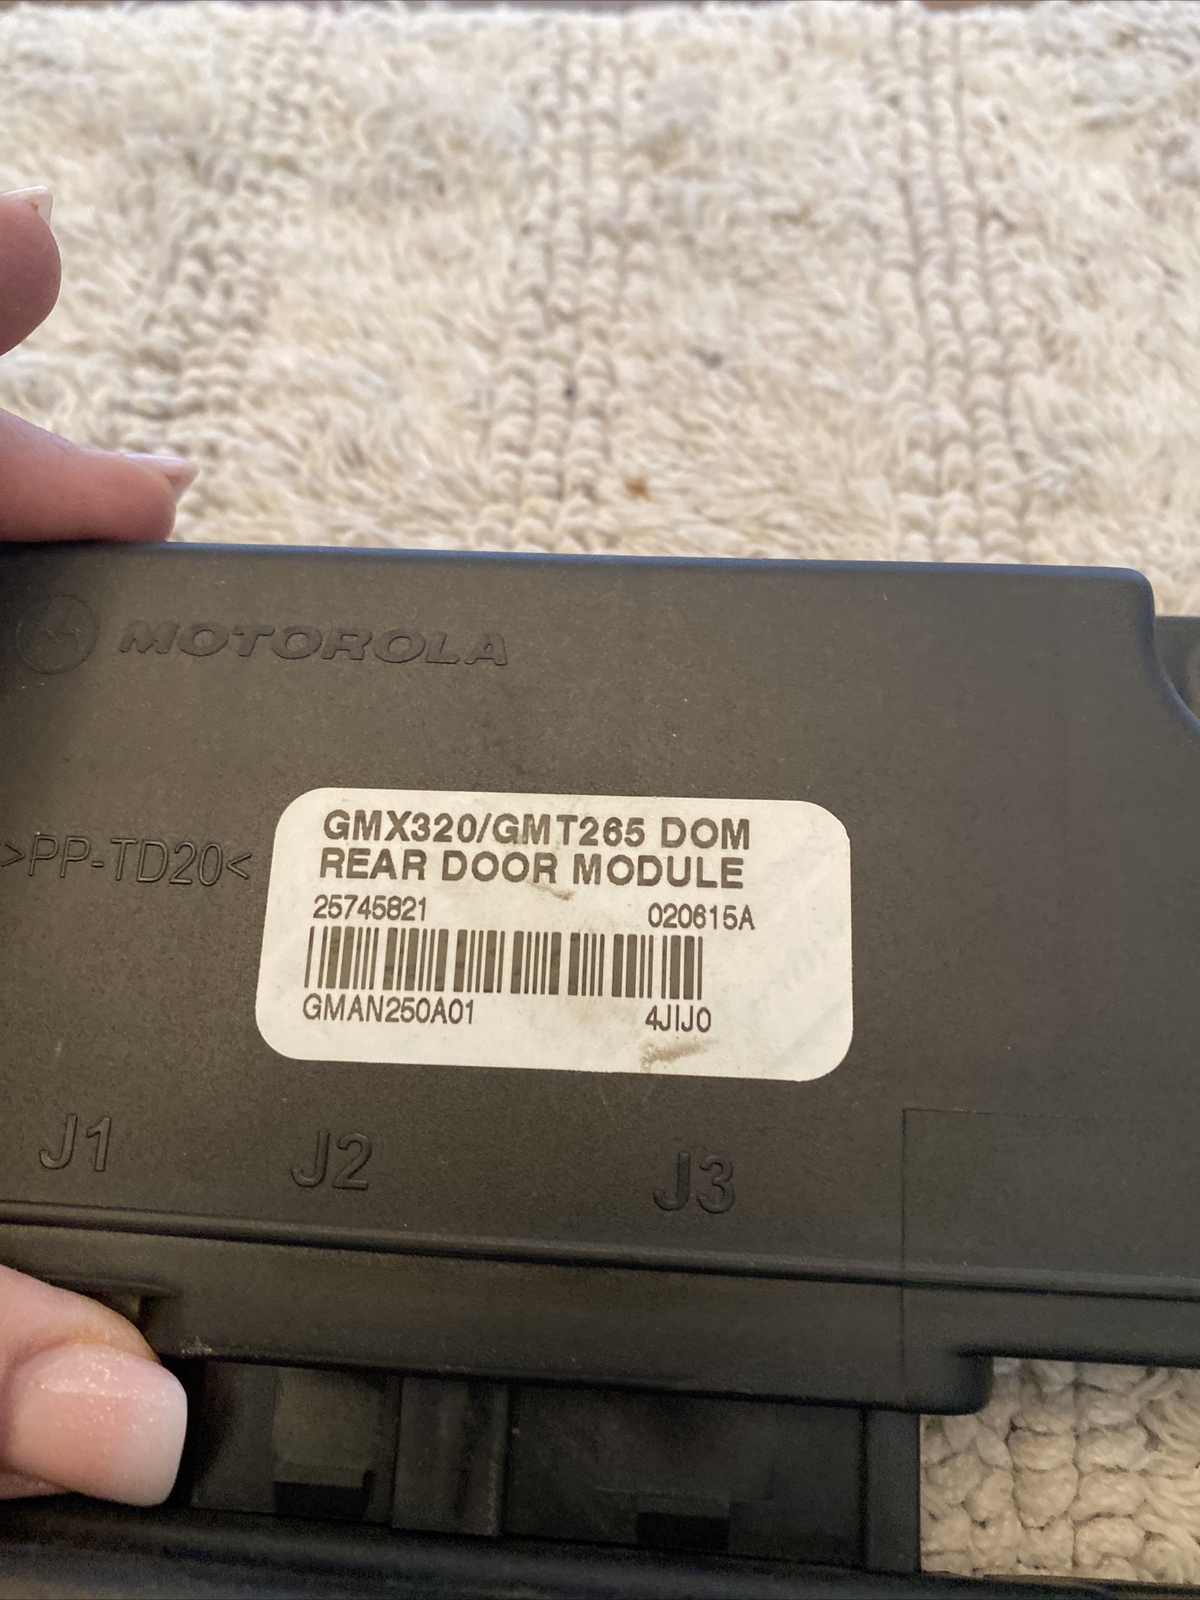 MOTOROLA
>PP-TD20<
GMX320/GMT265 DOM
REAR DOOR MODULE
25745821 020615A
GMAN250A01 4JIJ0
J1 J2 J3